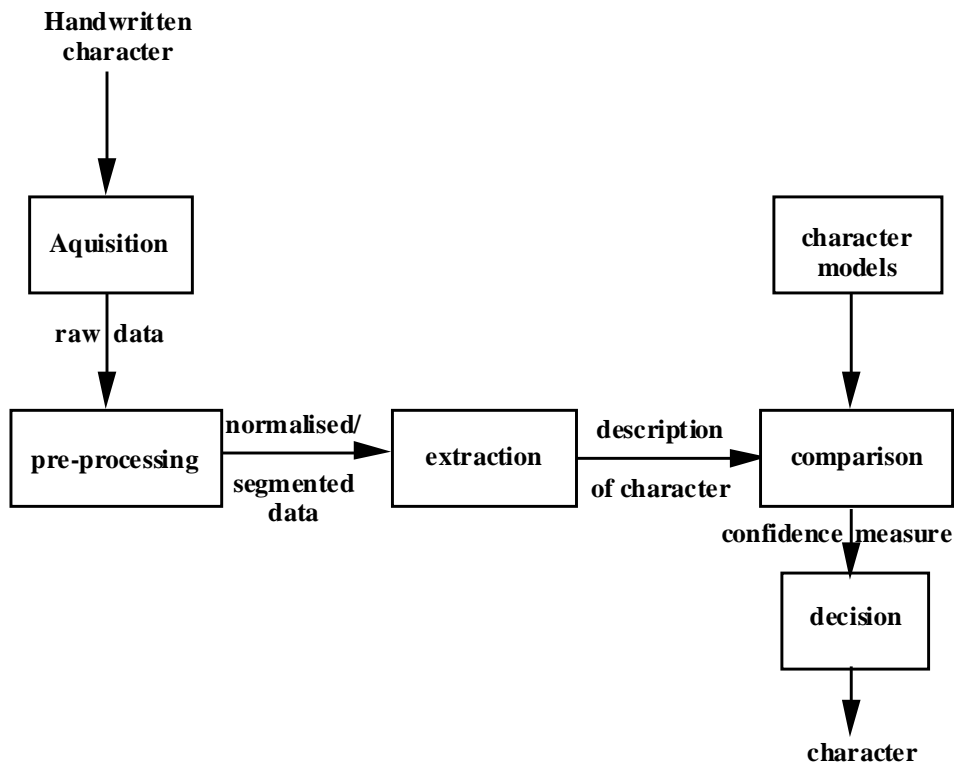 Handwritten
character
Aquisition
character
models
raw data
pre-processing
normalised/
segmented
data
extraction
description
of character
comparison
confidence measure
decision
character